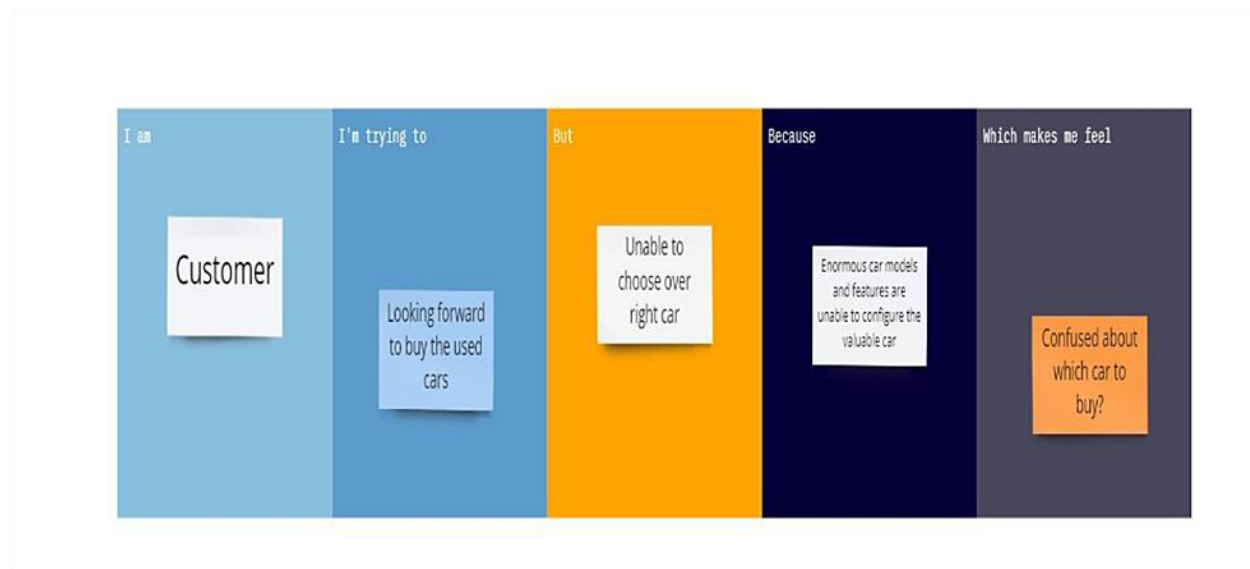 I am
Customer
I'm trying to
Looking forward
to buy the used
cars
But
Unable to
choose over
right car
Because
Enormous car models
and features are
unable to configure the
valuable car
Which makes me feel
Confused about
which car to
buy?